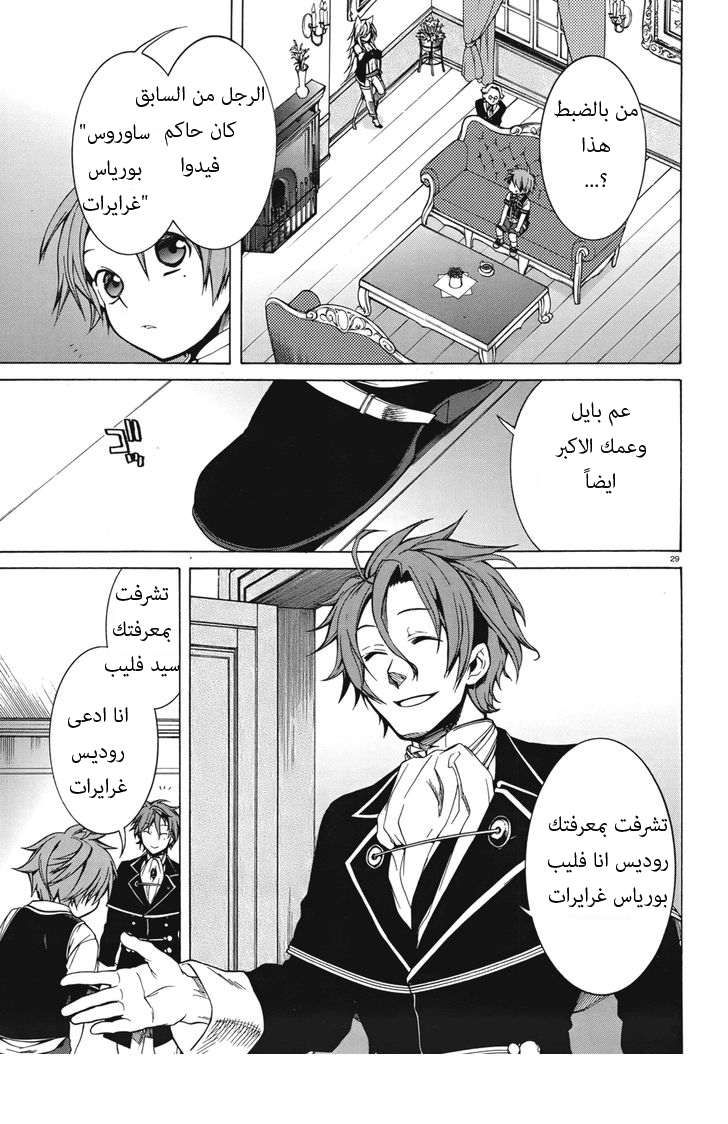 من بالضبط
هذا
...؟
الرجل من السابق
كان حاكم "ساوروس
فيدوا بورياس
غرايرات"
عم بايل
وعمك الاكبر
ايضاً
29
تشرفت بمعرفتك
روديس انا فليب
بورياس غرايرات
تشرفت
بمعرفتك
سيد فليب
انا ادعى
روديس
غرايرات